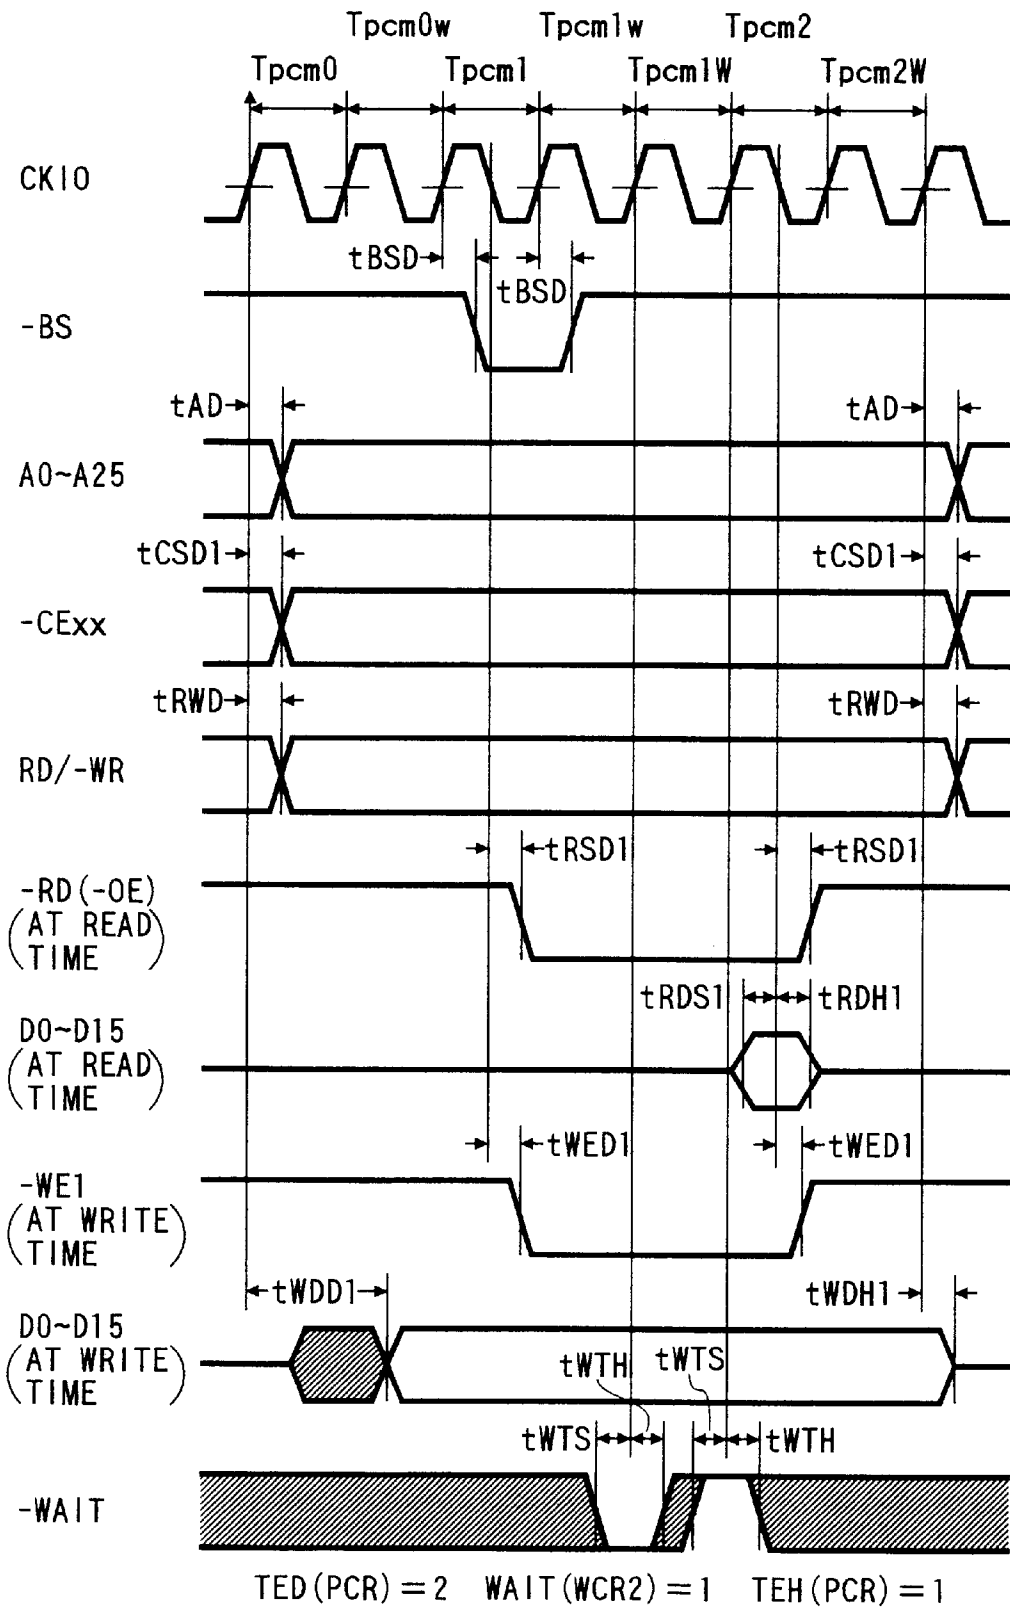 Tpcm0w Tpcm1w Tpcm2
Tpcm0 Tpcm1 Tpcm1W Tpcm2W
CKIO
tBSD
tBSD
-BS
tAD tAD
A0~A25
tCSD1 tCSD1
-CExx
tRWD tRWD
RD/-WR
tRSD1 tRSD1
-RD(-OE)
(AT READ
TIME)
tRDS1 tRDH1
D0~D15
(AT READ
TIME)
tWED1 tWED1
-WE1
(AT WRITE
TIME)
tWDD1 tWDH1
D0~D15
(AT WRITE
TIME)
tWTH tWTS
tWTS tWTH
-WAIT
TED(PCR)=2 WAIT(WCR2)=1 TEH(PCR)=1